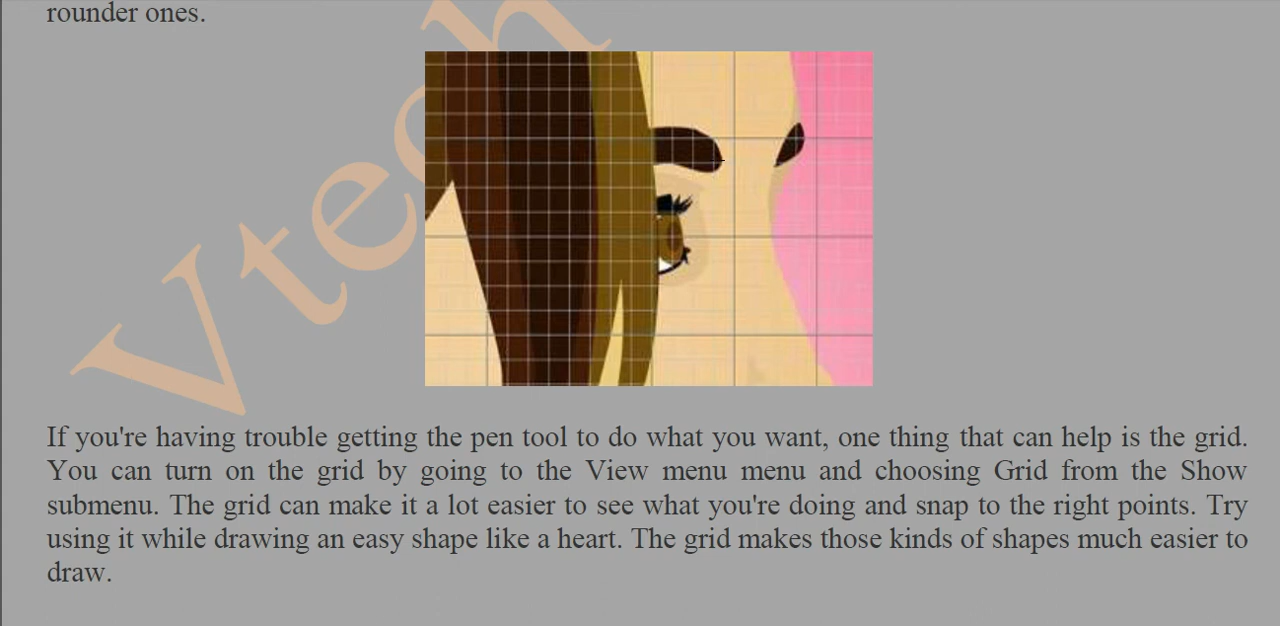 rounder ones.
Vtech
If you're having trouble getting the pen tool to do what you want, one thing that can help is the grid.
You can turn on the grid by going to the View menu menu and choosing Grid from the Show
submenu. The grid can make it a lot easier to see what you're doing and snap to the right points. Try
using it while drawing an easy shape like a heart. The grid makes those kinds of shapes much easier to
draw.